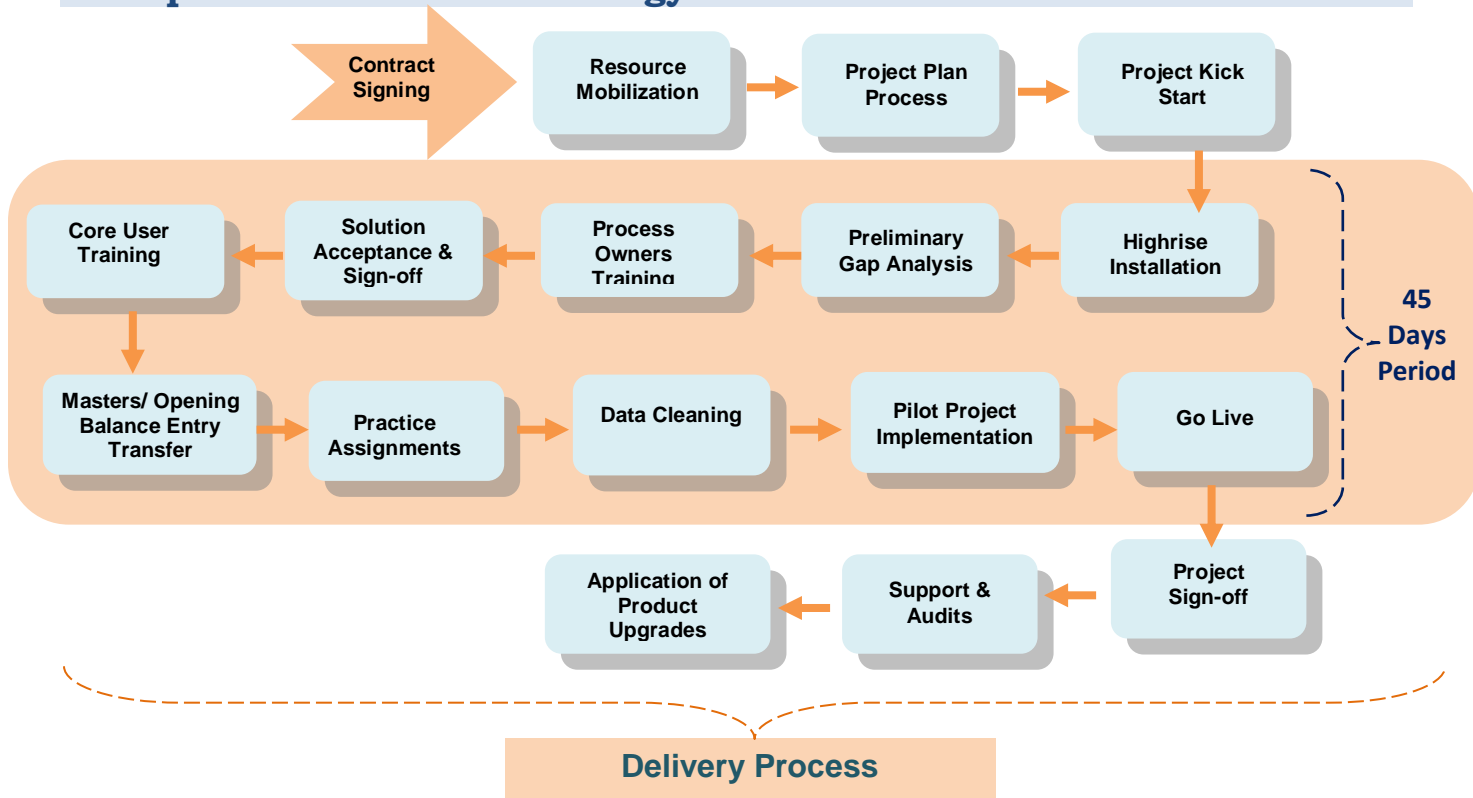 Contract
Signing
Resource
Mobilization
Project Plan
Process
Project Kick
Start
Core User
Training
Solution
Acceptance &
Sign-off
Process
Owners
Training
Preliminary
Gap Analysis
Highrise
Installation
45
Days
Period
Masters/ Opening
Balance Entry
Transfer
Practice
Assignments
Data Cleaning
Pilot Project
Implementation
Go Live
Application of
Product
Upgrades
Support &
Audits
Project
Sign-off
Delivery Process